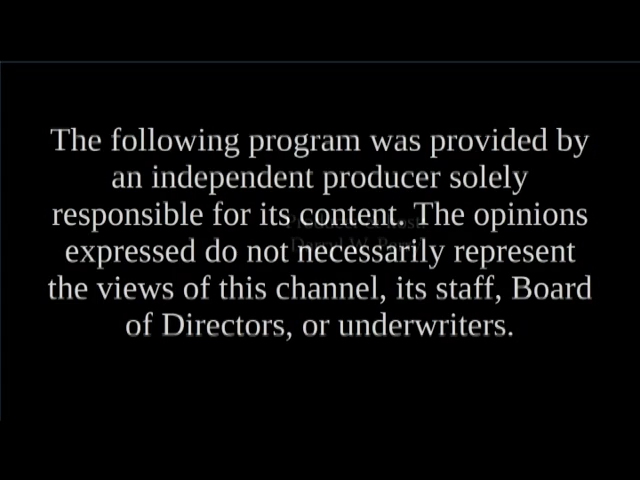 The following program was provided by
an independent producer solely
responsible for its content. The opinions
expressed do not necessarily represent
the views of this channel, its staff, Board
of Directors, or underwriters.